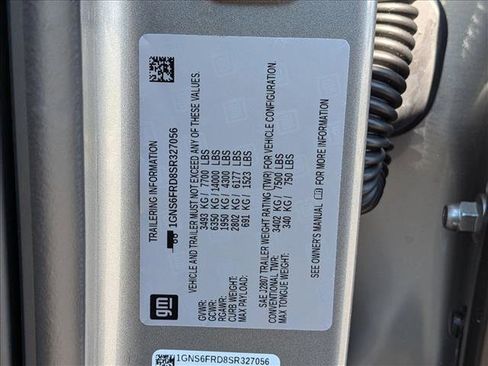 TRAILERING INFORMATION
1GNS6FRD8SR327056
VEHICLE AND TRAILER MUST NOT EXCEED ANY OF THESE VALUES.
GVWR: 3493 KG / 7700 LBS
GCWR: 6350 KG / 14000 LBS
RGAWR: 1950 KG / 4300 LBS
CURB WEIGHT: 2802 KG / 6177 LBS
MAX PAYLOAD: 691 KG / 1523 LBS
SAE J2807 TRAILER WEIGHT RATING (TWR) FOR VEHICLE CONFIGURATION.
CONVENTIONAL TWR: 3402 KG / 7500 LBS
MAX TONGUE WEIGHT: 340 KG / 750 LBS
SEE OWNER'S MANUAL FOR MORE INFORMATION
gm
1GNS6FRD8SR327056